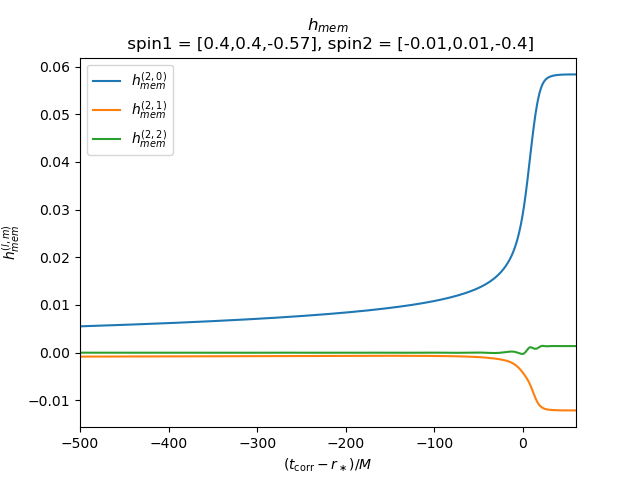 h_mem
spin1 = [0.4,0.4,-0.57], spin2 = [-0.01,0.01,-0.4]
h_mem^(2,0)
h_mem^(2,1)
h_mem^(2,2)
h_mem^(l,m)
0.06
0.05
0.04
0.03
0.02
0.01
0.00
−0.01
−500 −400 −300 −200 −100 0
(t_corr − r_∗)/M